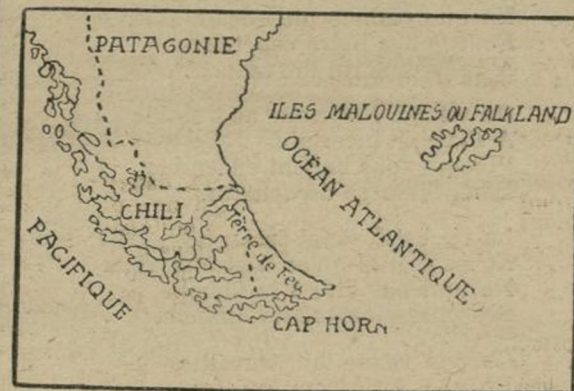 PATAGONIE
ILES MALOUINES OU FALKLAND
OCÉAN ATLANTIQUE
CHILI
Terre de Feu
PACIFIQUE
CAP HORN